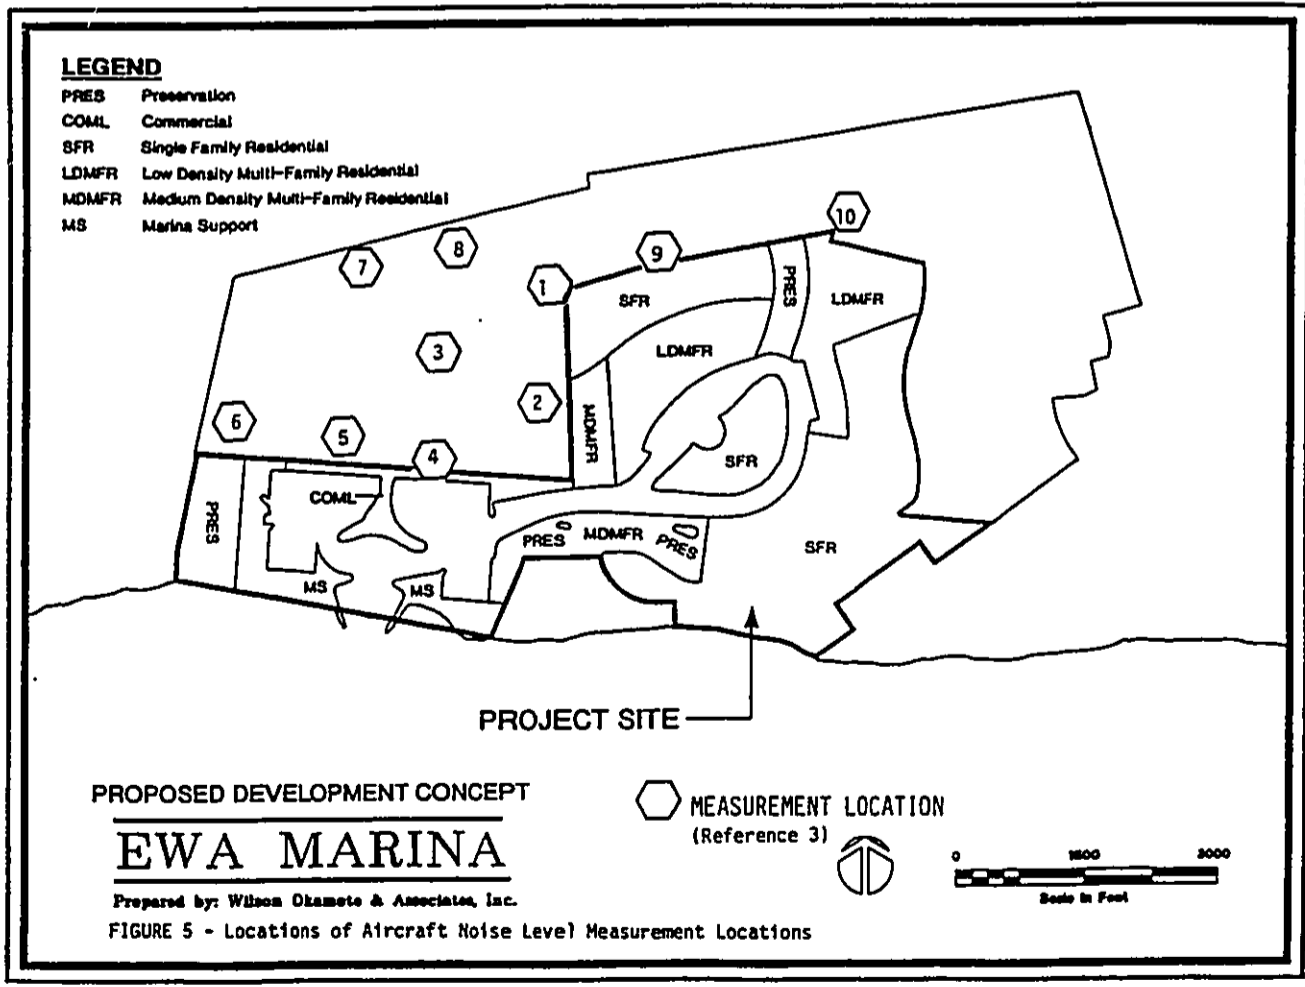 LEGEND
PRES Preservation
COML Commercial
SFR Single Family Residential
LDMFR Low Density Multi-Family Residential
MDMFR Medium Density Multi-Family Residential
MS Marina Support
10
9
8
7
1
PRES
SFR
LDMFR
3
LDMFR
2
MDMFR
6
5
4
SFR
COML
PRES
PRES
MDMFR
PRES
SFR
MS
MS
PROJECT SITE
PROPOSED DEVELOPMENT CONCEPT
EWA MARINA
Prepared by: Wilson Okamoto & Associates, Inc.
MEASUREMENT LOCATION
(Reference 3)
0 1500 3000
Scale in Feet
FIGURE 5 - Locations of Aircraft Noise Level Measurement Locations